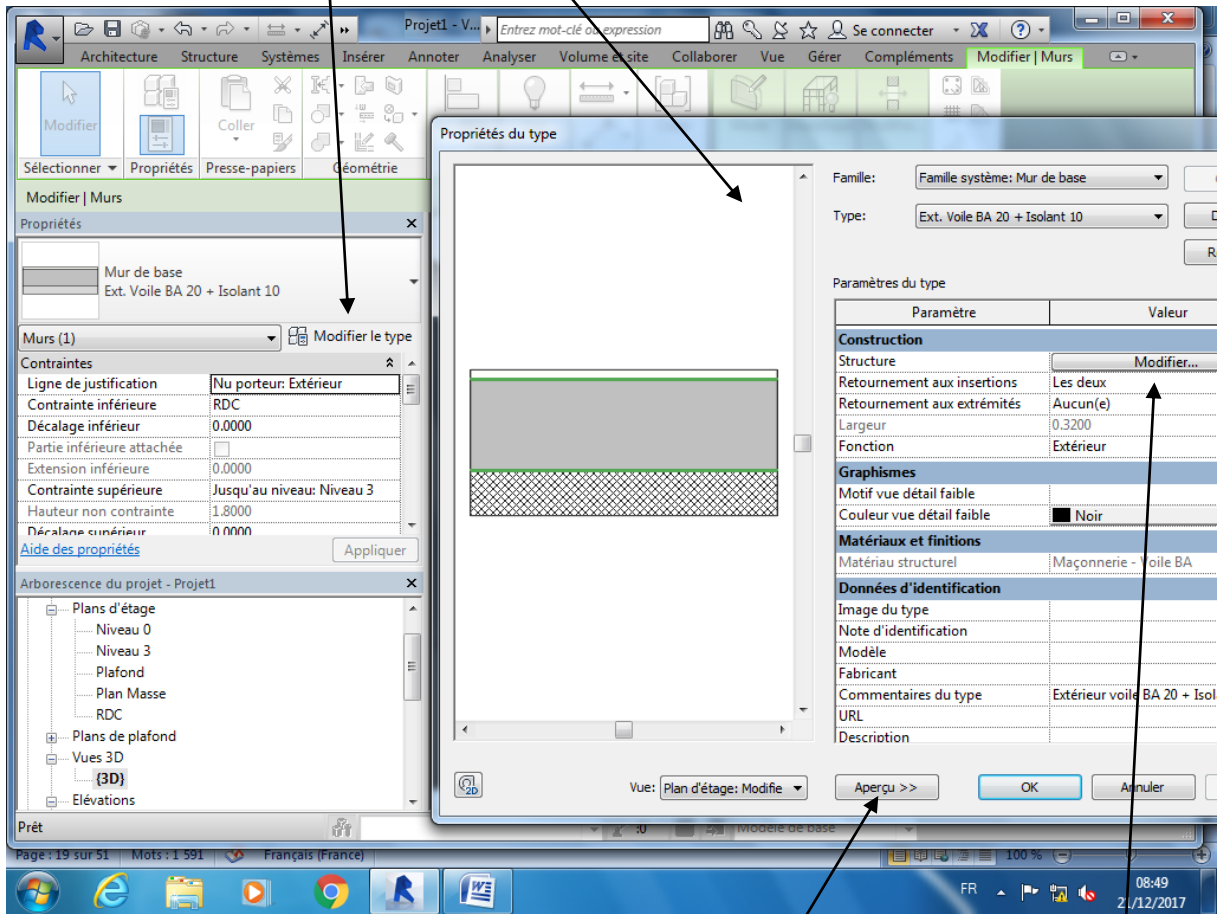 Projet1 - V...
Entrez mot-clé ou expression
Se connecter
Architecture Structure Systèmes Insérer Annoter Analyser Volume et site Collaborer Vue Gérer Compléments Modifier | Murs
Modifier
Coller
Sélectionner Propriétés Presse-papiers Géométrie
Modifier | Murs
Propriétés
Mur de base
Ext. Voile BA 20 + Isolant 10
Murs (1)
Modifier le type
Contraintes
Ligne de justification Nu porteur: Extérieur
Contrainte inférieure RDC
Décalage inférieur 0.0000
Partie inférieure attachée
Extension inférieure 0.0000
Contrainte supérieure Jusqu'au niveau: Niveau 3
Hauteur non contrainte 1.8000
Décalage supérieur 0.0000
Aide des propriétés
Appliquer
Arborescence du projet - Projet1
Plans d'étage
Niveau 0
Niveau 3
Plafond
Plan Masse
RDC
Plans de plafond
Vues 3D
{3D}
Elévations
Prêt
:0
Modèle de base
Propriétés du type
Famille: Famille système: Mur de base
Type: Ext. Voile BA 20 + Isolant 10
D
R
Paramètres du type
Paramètre Valeur
Construction
Structure Modifier...
Retournement aux insertions Les deux
Retournement aux extrémités Aucun(e)
Largeur 0.3200
Fonction Extérieur
Graphismes
Motif vue détail faible
Couleur vue détail faible Noir
Matériaux et finitions
Matériau structurel Maçonnerie - Voile BA
Données d'identification
Image du type
Note d'identification
Modèle
Fabricant
Commentaires du type Extérieur voile BA 20 + Isol
URL
Description
2D
Vue: Plan d'étage: Modifie
Aperçu >>
OK
Annuler
Page : 19 sur 51 Mots : 1 591 Français (France) 100 %
FR
08:49
21/12/2017